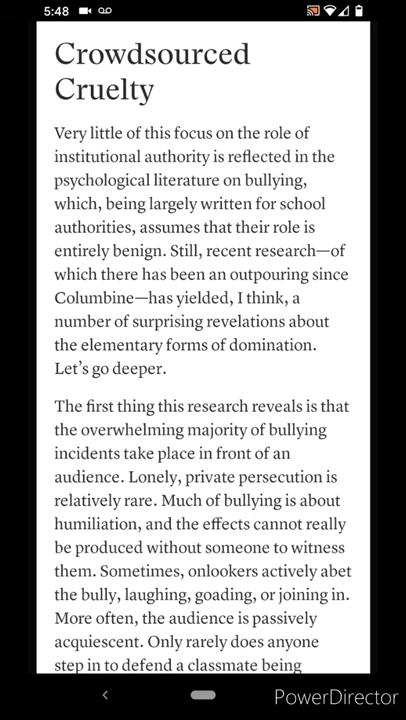 5:48
Crowdsourced
Cruelty
Very little of this focus on the role of
institutional authority is reflected in the
psychological literature on bullying,
which, being largely written for school
authorities, assumes that their role is
entirely benign. Still, recent research—of
which there has been an outpouring since
Columbine—has yielded, I think, a
number of surprising revelations about
the elementary forms of domination.
Let’s go deeper.
The first thing this research reveals is that
the overwhelming majority of bullying
incidents take place in front of an
audience. Lonely, private persecution is
relatively rare. Much of bullying is about
humiliation, and the effects cannot really
be produced without someone to witness
them. Sometimes, onlookers actively abet
the bully, laughing, goading, or joining in.
More often, the audience is passively
acquiescent. Only rarely does anyone
step in to defend a classmate being
PowerDirector